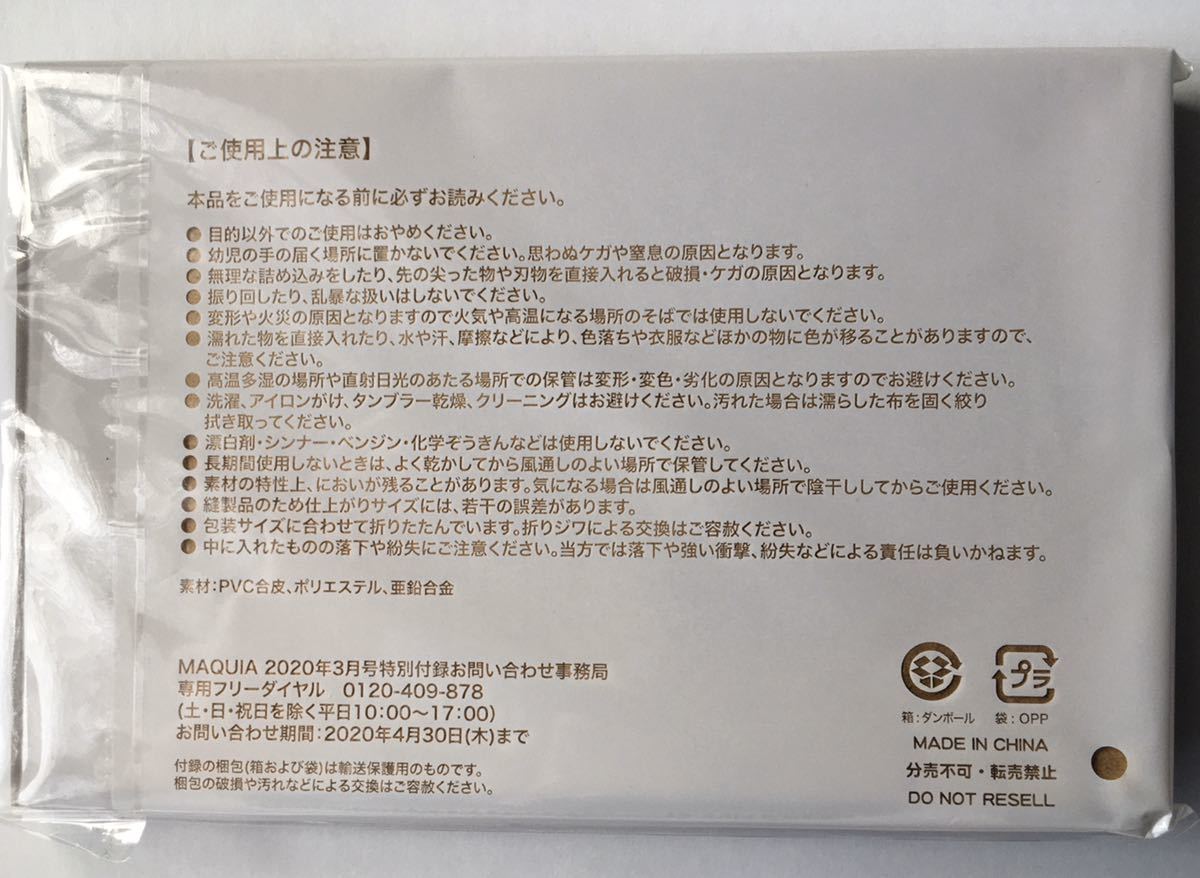 【ご使用上の注意】
本品をご使用になる前に必ずお読みください。
●目的以外でのご使用はおやめください。
●幼児の手の届く場所に置かないでください。思わぬケガや窒息の原因となります。
●無理な詰め込みをしたり、先の尖った物や刃物を直接入れると破損・ケガの原因となります。
●振り回したり、乱暴な扱いはしないでください。
●変形や火災の原因となりますので火気や高温になる場所のそばでは使用しないでください。
●濡れた物を直接入れたり、水や汗、摩擦などにより、色落ちや衣服などほかの物に色が移ることがありますので、
ご注意ください。
●高温多湿の場所や直射日光のあたる場所での保管は変形・変色・劣化の原因となりますのでお避けください。
●洗濯、アイロンがけ、タンブラー乾燥、クリーニングはお避けください。汚れた場合は濡らした布を固く絞り
拭き取ってください。
●漂白剤・シンナー・ベンジン・化学ぞうきんなどは使用しないでください。
●長期間使用しないときは、よく乾かしてから風通しのよい場所で保管してください。
●素材の特性上、においが残ることがあります。気になる場合は風通しのよい場所で陰干ししてからご使用ください。
●縫製品のため仕上がりサイズには、若干の誤差があります。
●包装サイズに合わせて折りたたんでいます。折りジワによる交換はご容赦ください。
●中に入れたものの落下や紛失にご注意ください。当方では落下や強い衝撃、紛失などによる責任は負いかねます。
素材：PVC合皮、ポリエステル、亜鉛合金
MAQUIA 2020年3月号特別付録お問い合わせ事務局
専用フリーダイヤル 0120-409-878
(土・日・祝日を除く平日10:00〜17:00)
お問い合わせ期間：2020年4月30日(木)まで
付録の梱包(箱および袋)は輸送保護用のものです。
梱包の破損や汚れなどによる交換はご容赦ください。
プラ
箱：ダンボール 袋：OPP
MADE IN CHINA
分売不可・転売禁止
DO NOT RESELL